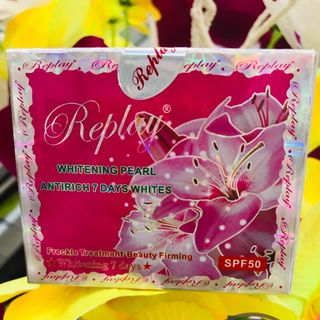 Replay
Replay®
WHITENING PEARL
ANTIRICH 7 DAYS WHITES
Freckle Treatment-Beauty Firming
★Whitening 7 days★
SPF50